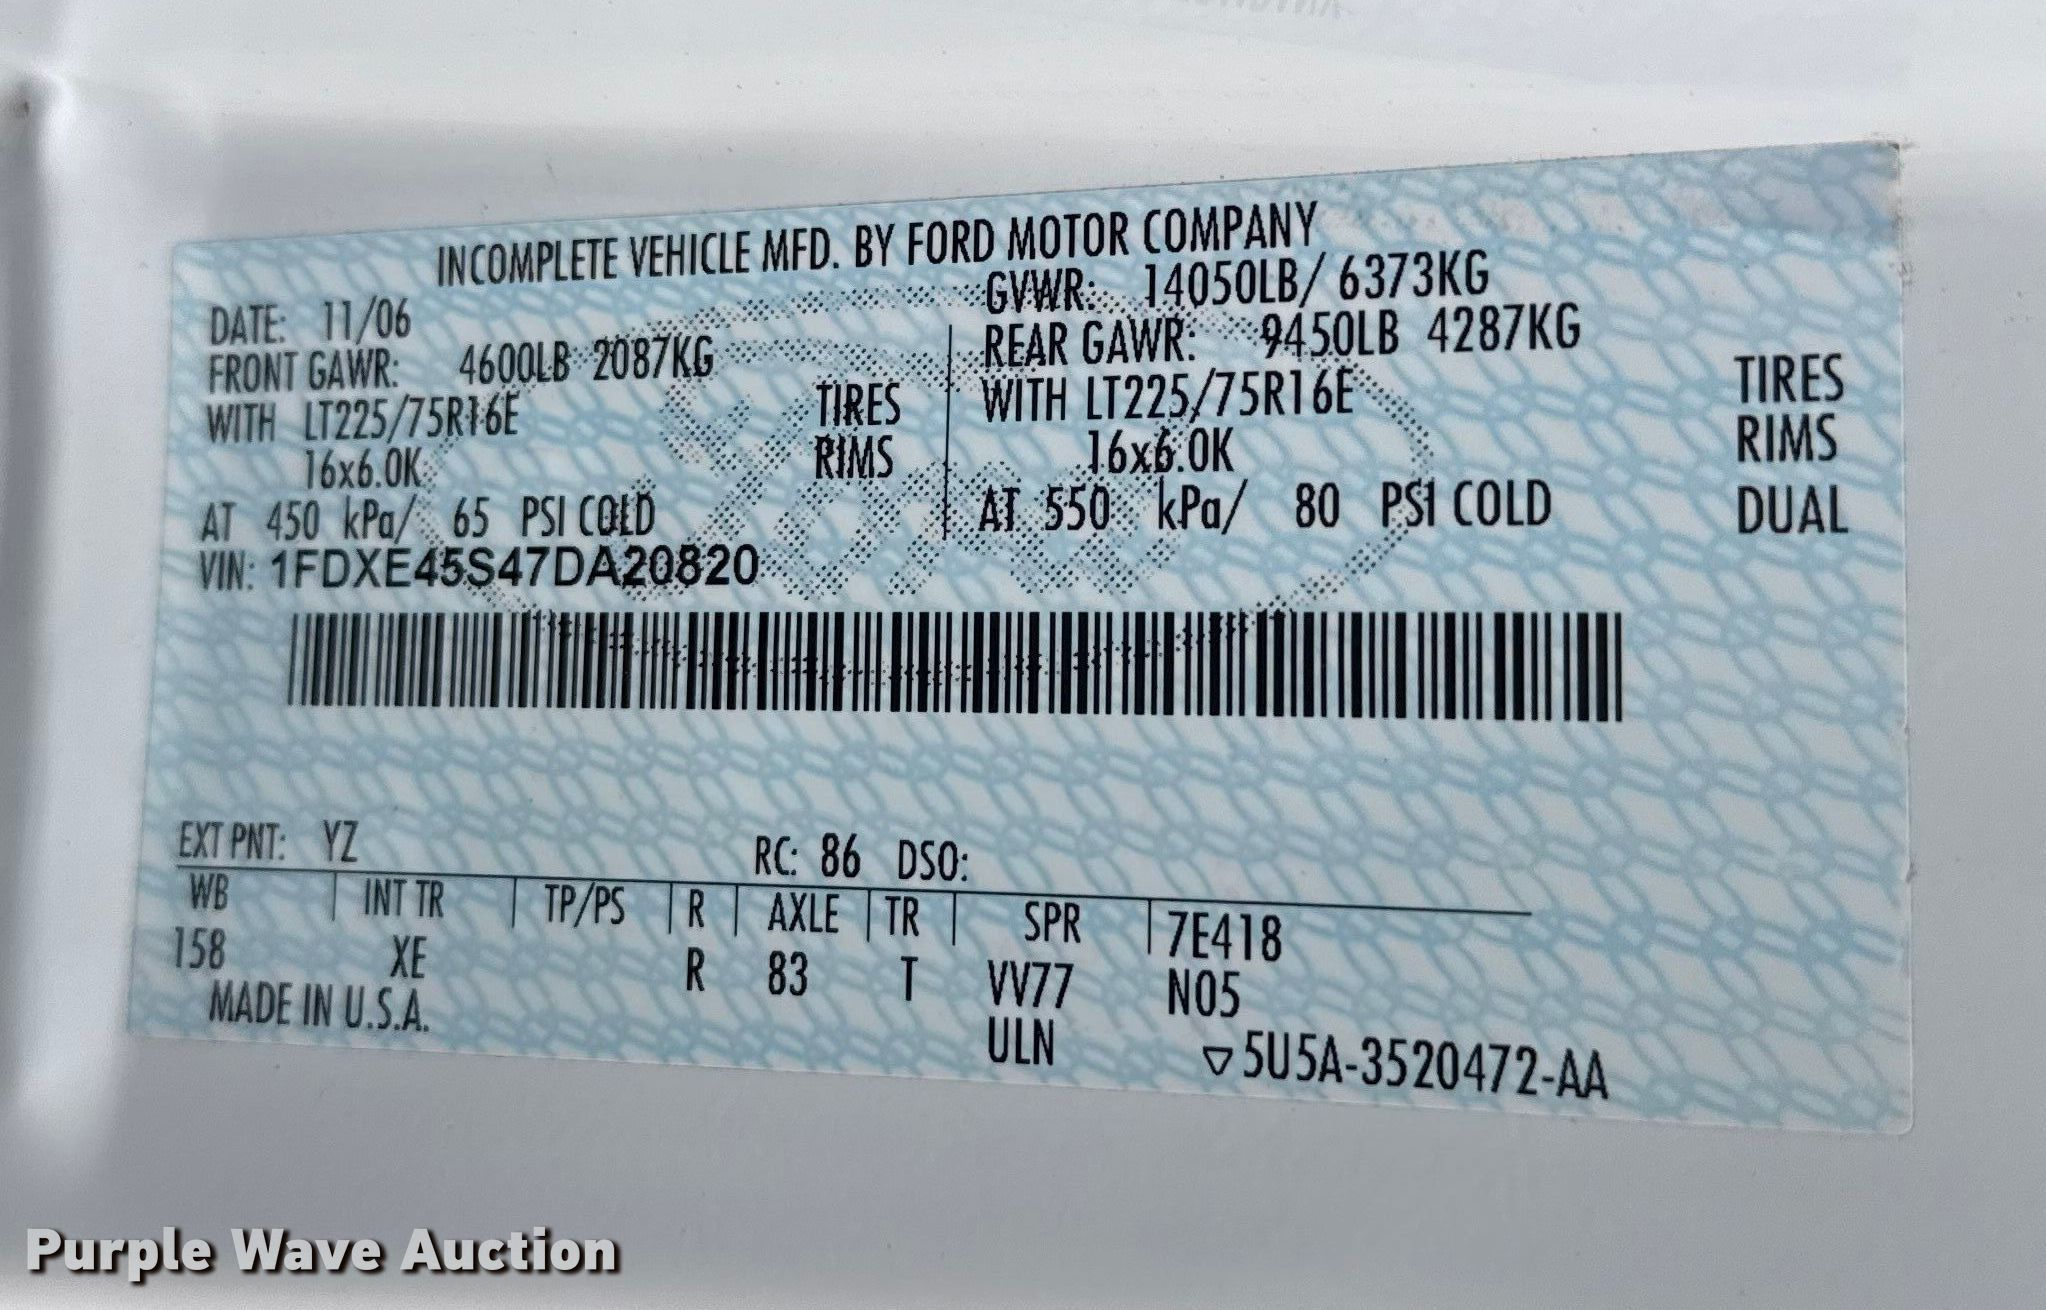 INCOMPLETE VEHICLE MFD. BY FORD MOTOR COMPANY
DATE: 11/06
GVWR: 14050LB/ 6373KG
FRONT GAWR: 4600LB 2087KG
REAR GAWR: 9450LB 4287KG
WITH LT225/75R16E TIRES
WITH LT225/75R16E TIRES
16x6.0K RIMS
16x6.0K RIMS
AT 450 kPa/ 65 PSI COLD
AT 550 kPa/ 80 PSI COLD DUAL
VIN: 1FDXE45S47DA20820
EXT PNT: YZ RC: 86 DSO:
WB | INT TR | TP/PS | R | AXLE | TR | SPR | 7E418
158 XE R 83 T VV77 N05
MADE IN U.S.A. ULN ▽5U5A-3520472-AA
Purple Wave Auction